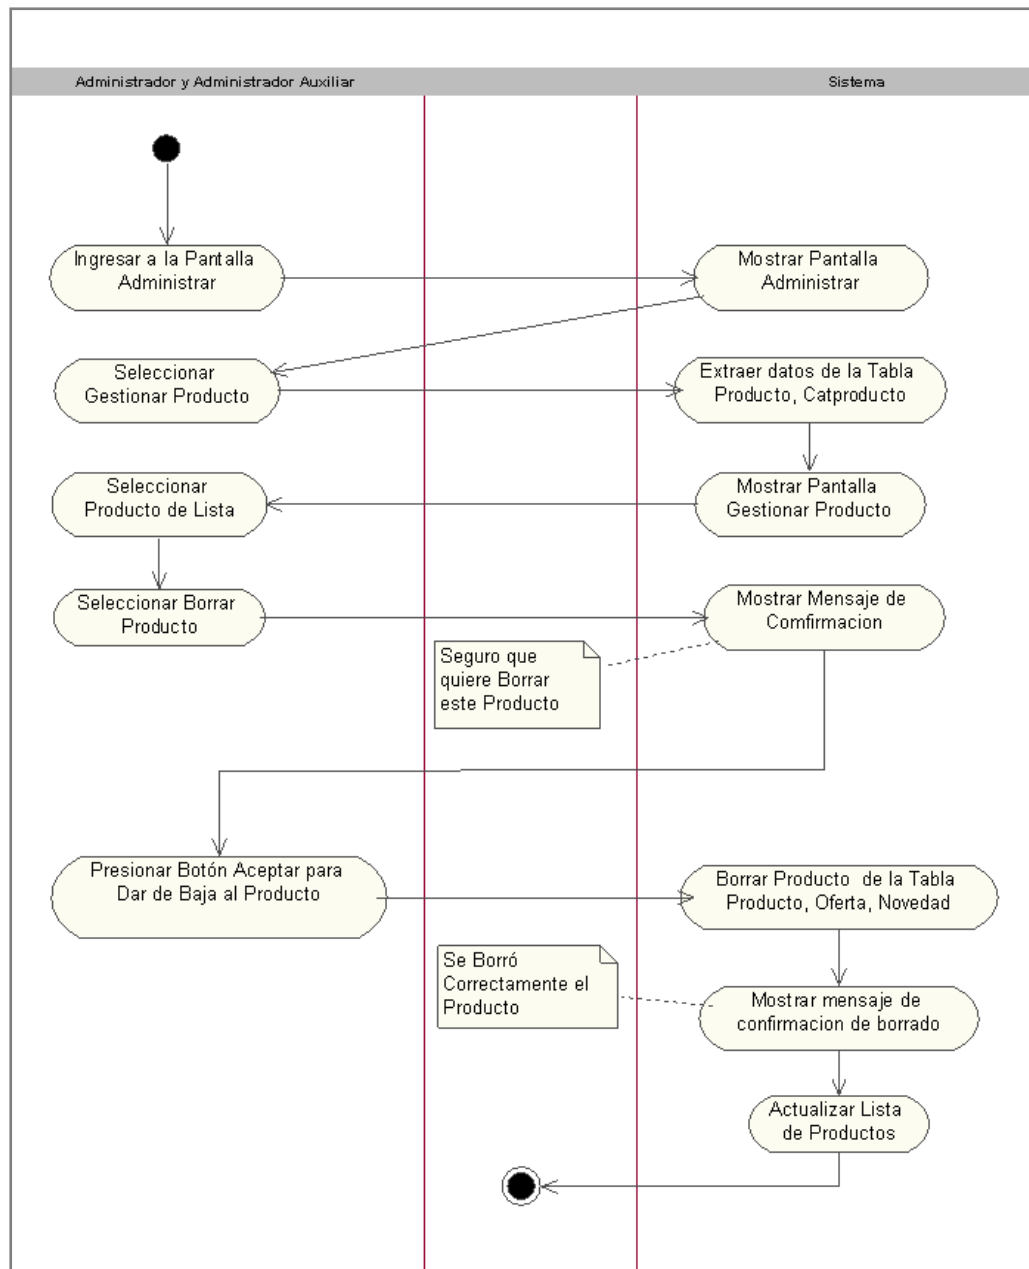 Administrador y Administrador Auxiliar
Sistema
Ingresar a la Pantalla
Administrar
Mostrar Pantalla
Administrar
Seleccionar
Gestionar Producto
Extraer datos de la Tabla
Producto, Catproducto
Seleccionar
Producto de Lista
Mostrar Pantalla
Gestionar Producto
Seleccionar Borrar
Producto
Mostrar Mensaje de
Comfirmacion
Seguro que
quiere Borrar
este Producto
Presionar Botón Aceptar para
Dar de Baja al Producto
Borrar Producto de la Tabla
Producto, Oferta, Novedad
Se Borró
Correctamente el
Producto
Mostrar mensaje de
confirmacion de borrado
Actualizar Lista
de Productos